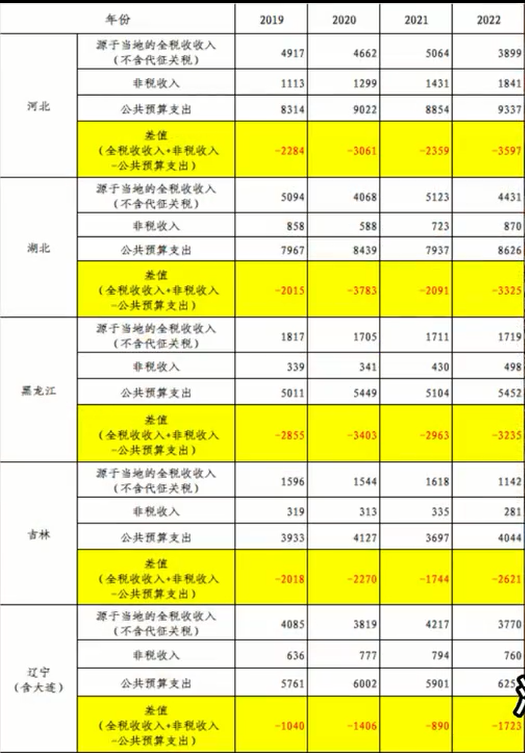 年份 2019 2020 2021 2022
河北
源于当地的全税收收入
(不含代征关税) 4917 4662 5064 3899
非税收入 1113 1299 1431 1841
公共预算支出 8314 9022 8854 9337
差值
(全税收收入+非税收入
-公共预算支出) -2284 -3061 -2359 -3597
湖北
源于当地的全税收收入
(不含代征关税) 5094 4068 5123 4431
非税收入 858 588 723 870
公共预算支出 7967 8439 7937 8626
差值
(全税收收入+非税收入
-公共预算支出) -2015 -3783 -2091 -3325
黑龙江
源于当地的全税收收入
(不含代征关税) 1817 1705 1711 1719
非税收入 339 341 430 498
公共预算支出 5011 5449 5104 5452
差值
(全税收收入+非税收入
-公共预算支出) -2855 -3403 -2963 -3235
吉林
源于当地的全税收收入
(不含代征关税) 1596 1544 1618 1142
非税收入 319 313 335 281
公共预算支出 3933 4127 3697 4044
差值
(全税收收入+非税收入
-公共预算支出) -2018 -2270 -1744 -2621
辽宁
(含大连)
源于当地的全税收收入
(不含代征关税) 4085 3819 4217 3770
非税收入 636 777 794 760
公共预算支出 5761 6002 5901
差值
(全税收收入+非税收入
-公共预算支出) -1040 -1406 -890 -1723